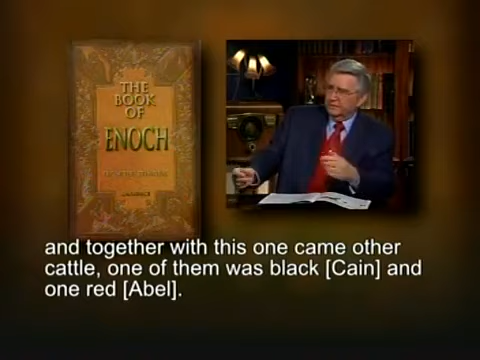 THE
BOOK
OF
ENOCH
and together with this one came other
cattle, one of them was black [Cain] and
one red [Abel].